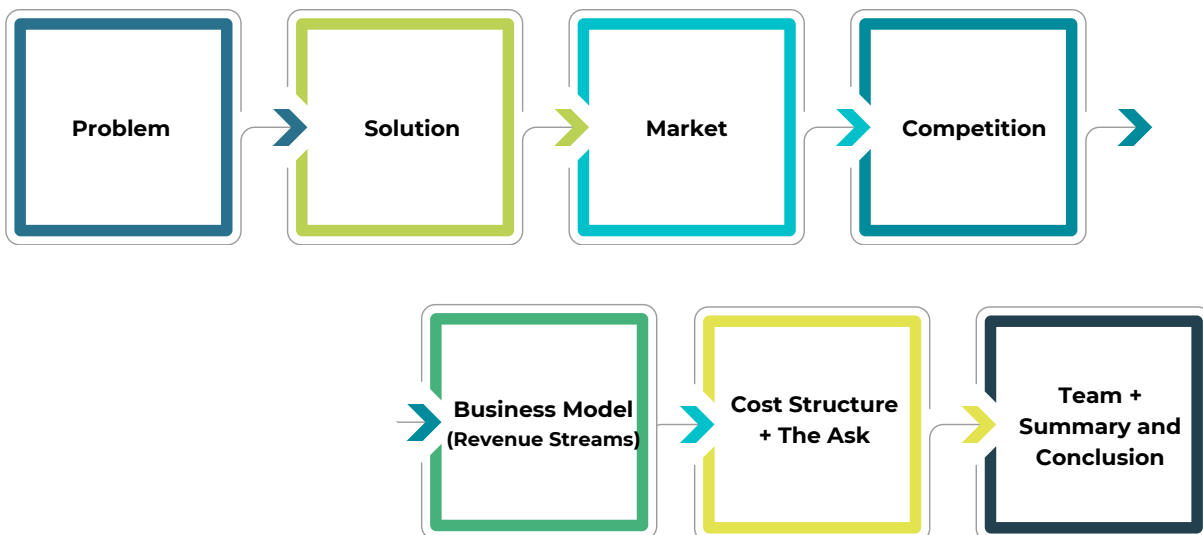 Problem
Solution
Market
Competition
Business Model
(Revenue Streams)
Cost Structure
+ The Ask
Team +
Summary and
Conclusion